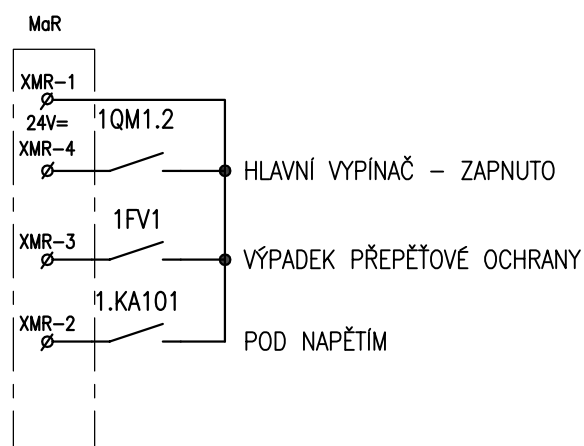 MaR
XMR-1
24V=
1QM1.2
XMR-4
HLAVNÍ VYPÍNAČ - ZAPNUTO
1FV1
XMR-3
VÝPADEK PŘEPĚŤOVÉ OCHRANY
1.KA101
XMR-2
POD NAPĚTÍM